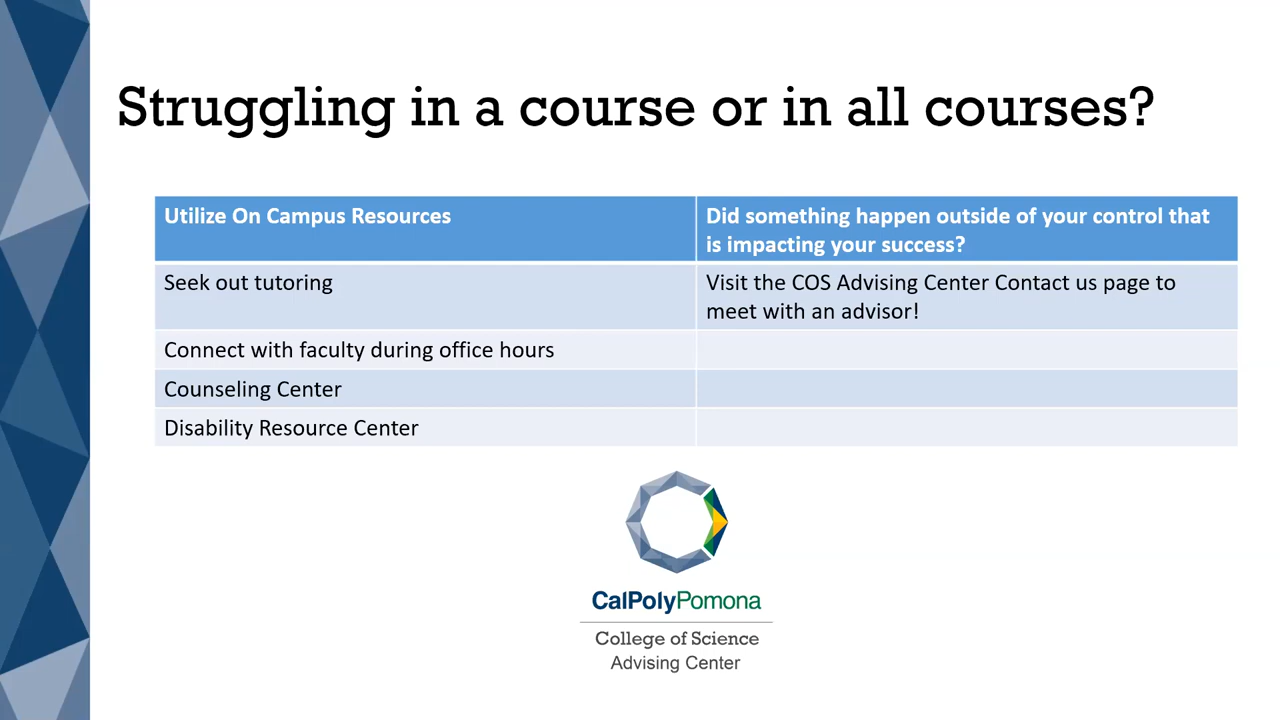 Struggling in a course or in all courses?
Utilize On Campus Resources
Did something happen outside of your control that
is impacting your success?
Seek out tutoring
Visit the COS Advising Center Contact us page to
meet with an advisor!
Connect with faculty during office hours
Counseling Center
Disability Resource Center
CalPolyPomona
College of Science
Advising Center